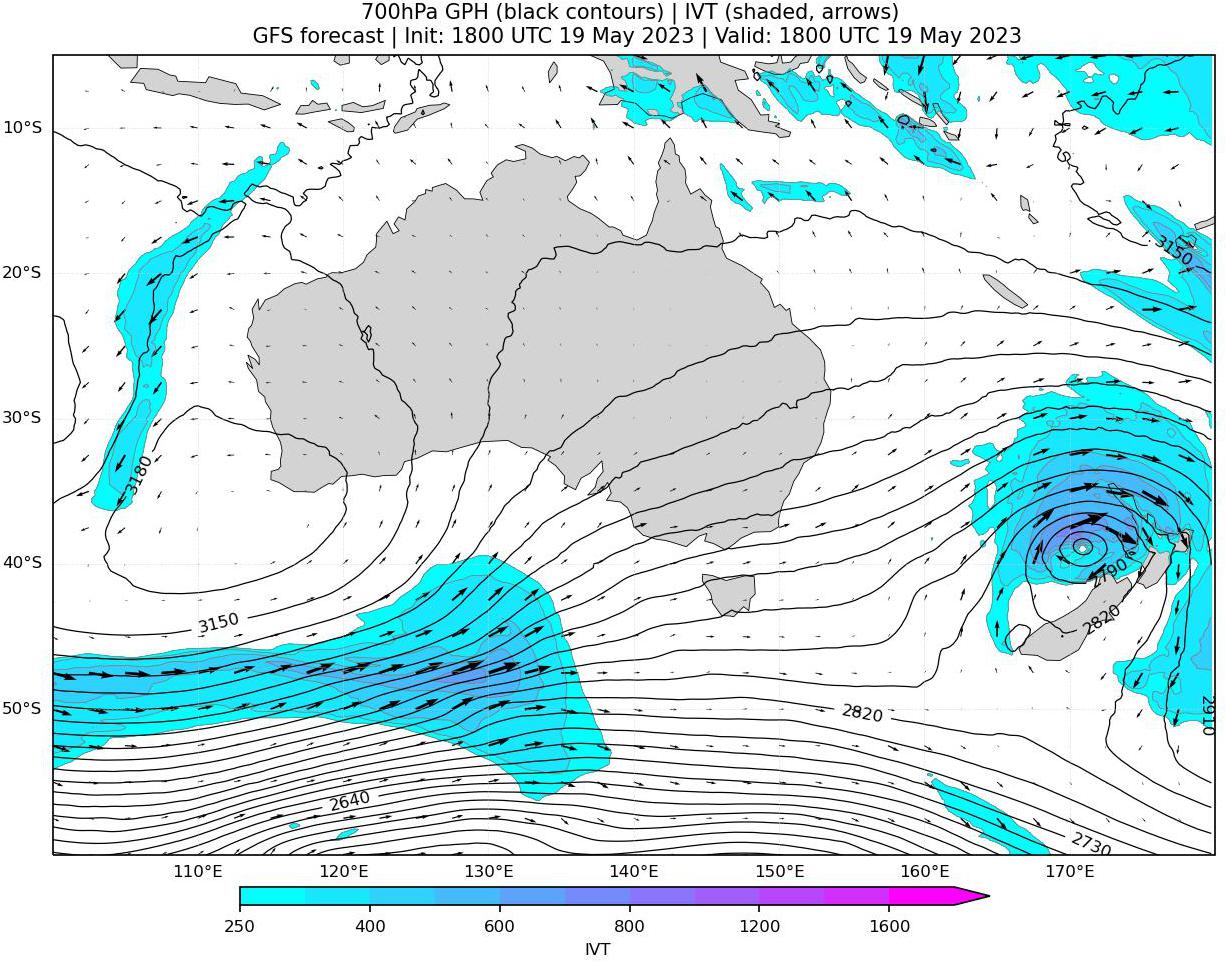 700hPa GPH (black contours) | IVT (shaded, arrows)
GFS forecast | Init: 1800 UTC 19 May 2023 | Valid: 1800 UTC 19 May 2023
10°S
20°S
3150
30°S
3180
40°S
2790
3150
2820
50°S
2820
2910
2640
2730
110°E 120°E 130°E 140°E 150°E 160°E 170°E
250 400 600 800 1200 1600
IVT